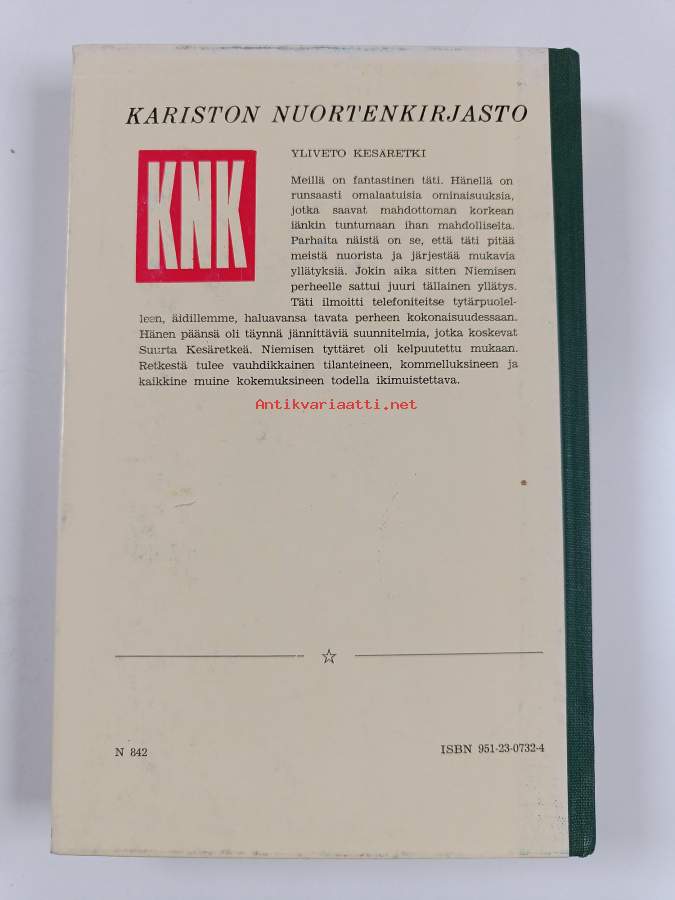 KARISTON NUORTENKIRJASTO
KNK
YLIVETO KESÄRETKI
Meillä on fantastinen täti. Hänellä on
runsaasti omalaatuisia ominaisuuksia,
jotka saavat mahdottoman korkean
iänkin tuntumaan ihan mahdolliselta.
Parhaita näistä on se, että täti pitää
meistä nuorista ja järjestää mukavia
yllätyksiä. Jokin aika sitten Niemisen
perheelle sattui juuri tällainen yllätys.
Täti ilmoitti telefoniteitse tytärpuolel-
leen, äidillemme, haluavansa tavata perheen kokonaisuudessaan.
Hänen päänsä oli täynnä jännittäviä suunnitelmia, jotka koskevat
Suurta Kesäretkeä. Niemisen tyttäret oli kelpuutettu mukaan.
Retkestä tulee vauhdikkainen tilanteineen, kommelluksineen ja
kaikkine muine kokemuksineen todella ikimuistettava.
Antikvariaatti.net
N 842
ISBN 951-23-0732-4